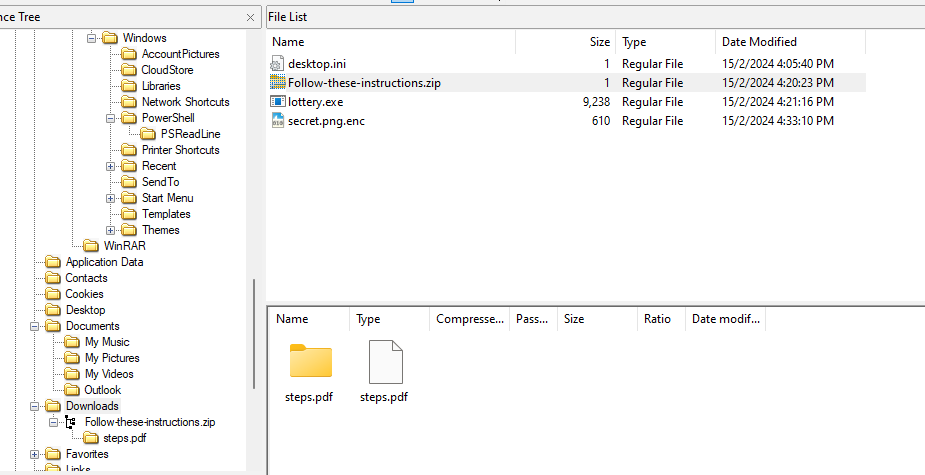 nce Tree
Windows
AccountPictures
CloudStore
Libraries
Network Shortcuts
PowerShell
PSReadLine
Printer Shortcuts
Recent
SendTo
Start Menu
Templates
Themes
WinRAR
Application Data
Contacts
Cookies
Desktop
Documents
My Music
My Pictures
My Videos
Outlook
Downloads
Follow-these-instructions.zip
steps.pdf
Favorites
Links
File List
Name Size Type Date Modified
desktop.ini 1 Regular File 15/2/2024 4:05:40 PM
Follow-these-instructions.zip 1 Regular File 15/2/2024 4:20:23 PM
lottery.exe 9,238 Regular File 15/2/2024 4:21:16 PM
secret.png.enc 610 Regular File 15/2/2024 4:33:10 PM
Name Type Compresse... Pass... Size Ratio Date modif...
steps.pdf steps.pdf